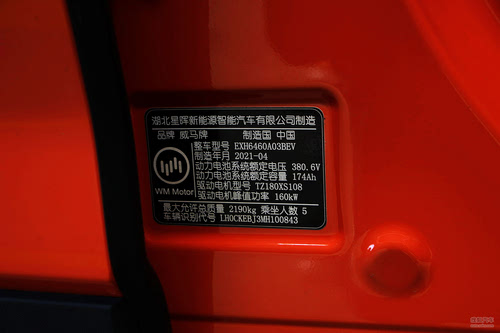 湖北星晖新能源智能汽车有限公司制造
品牌 威马牌 制造国 中国
整车型号 EXH6460A03BEV
制造年月 2021-04
动力电池系统额定电压 380.6V
动力电池系统额定容量 174Ah
驱动电机型号 TZ180XS108
驱动电机峰值功率 160kW
WM Motor
最大允许总质量 2190kg 乘坐人数 5
车辆识别代号 LH0CKEBJ3MH100843